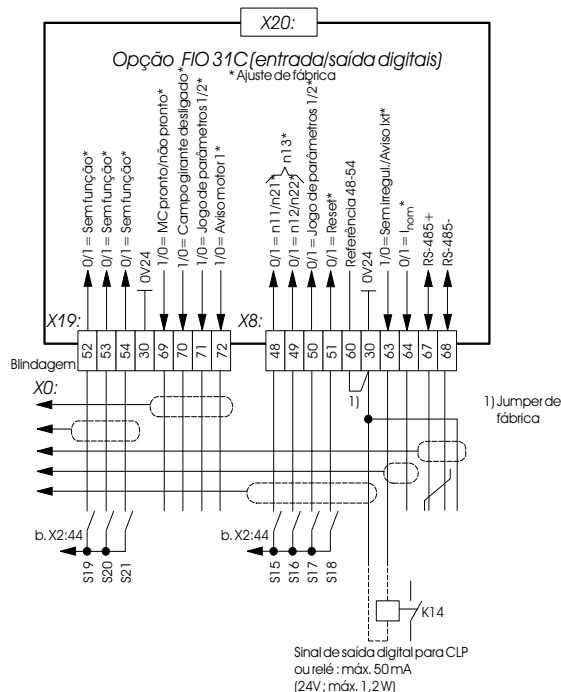 X20:
Opção FIO 31C (entrada/saída digitais)
* Ajuste de fábrica
0/1= Sem função*
0/1= Sem função*
0/1= Sem função*
0V24
1/0= MC pronto/não pronto*
1/0= Campo girante desligado*
1/0= Jogo de parâmetros 1/2*
1/0= Aviso motor 1*
0/1= n11/n21*
0/1= n12/n22*
n13*
0/1= Jogo de parâmetros 1/2*
0/1= Reset*
Referência 48-54
0V24
1/0= Sem irregul./Aviso Ixt*
0/1= Inom*
RS-485+
RS-485-
X19:
X8:
52
53
54
30
69
70
71
72
48
49
50
51
60
30
63
64
67
68
Blindagem
X0:
1)
1) Jumper de
fábrica
b. X2:44
b. X2:44
S19
S20
S21
S15
S16
S17
S18
K14
Sinal de saída digital para CLP
ou relé : máx. 50 mA
(24V ; máx. 1,2 W)